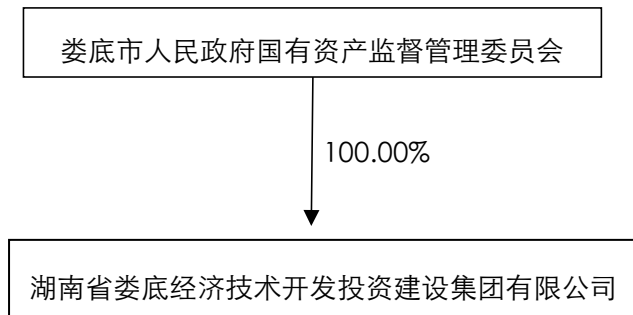 娄底市人民政府国有资产监督管理委员会
100.00%
湖南省娄底经济技术开发投资建设集团有限公司